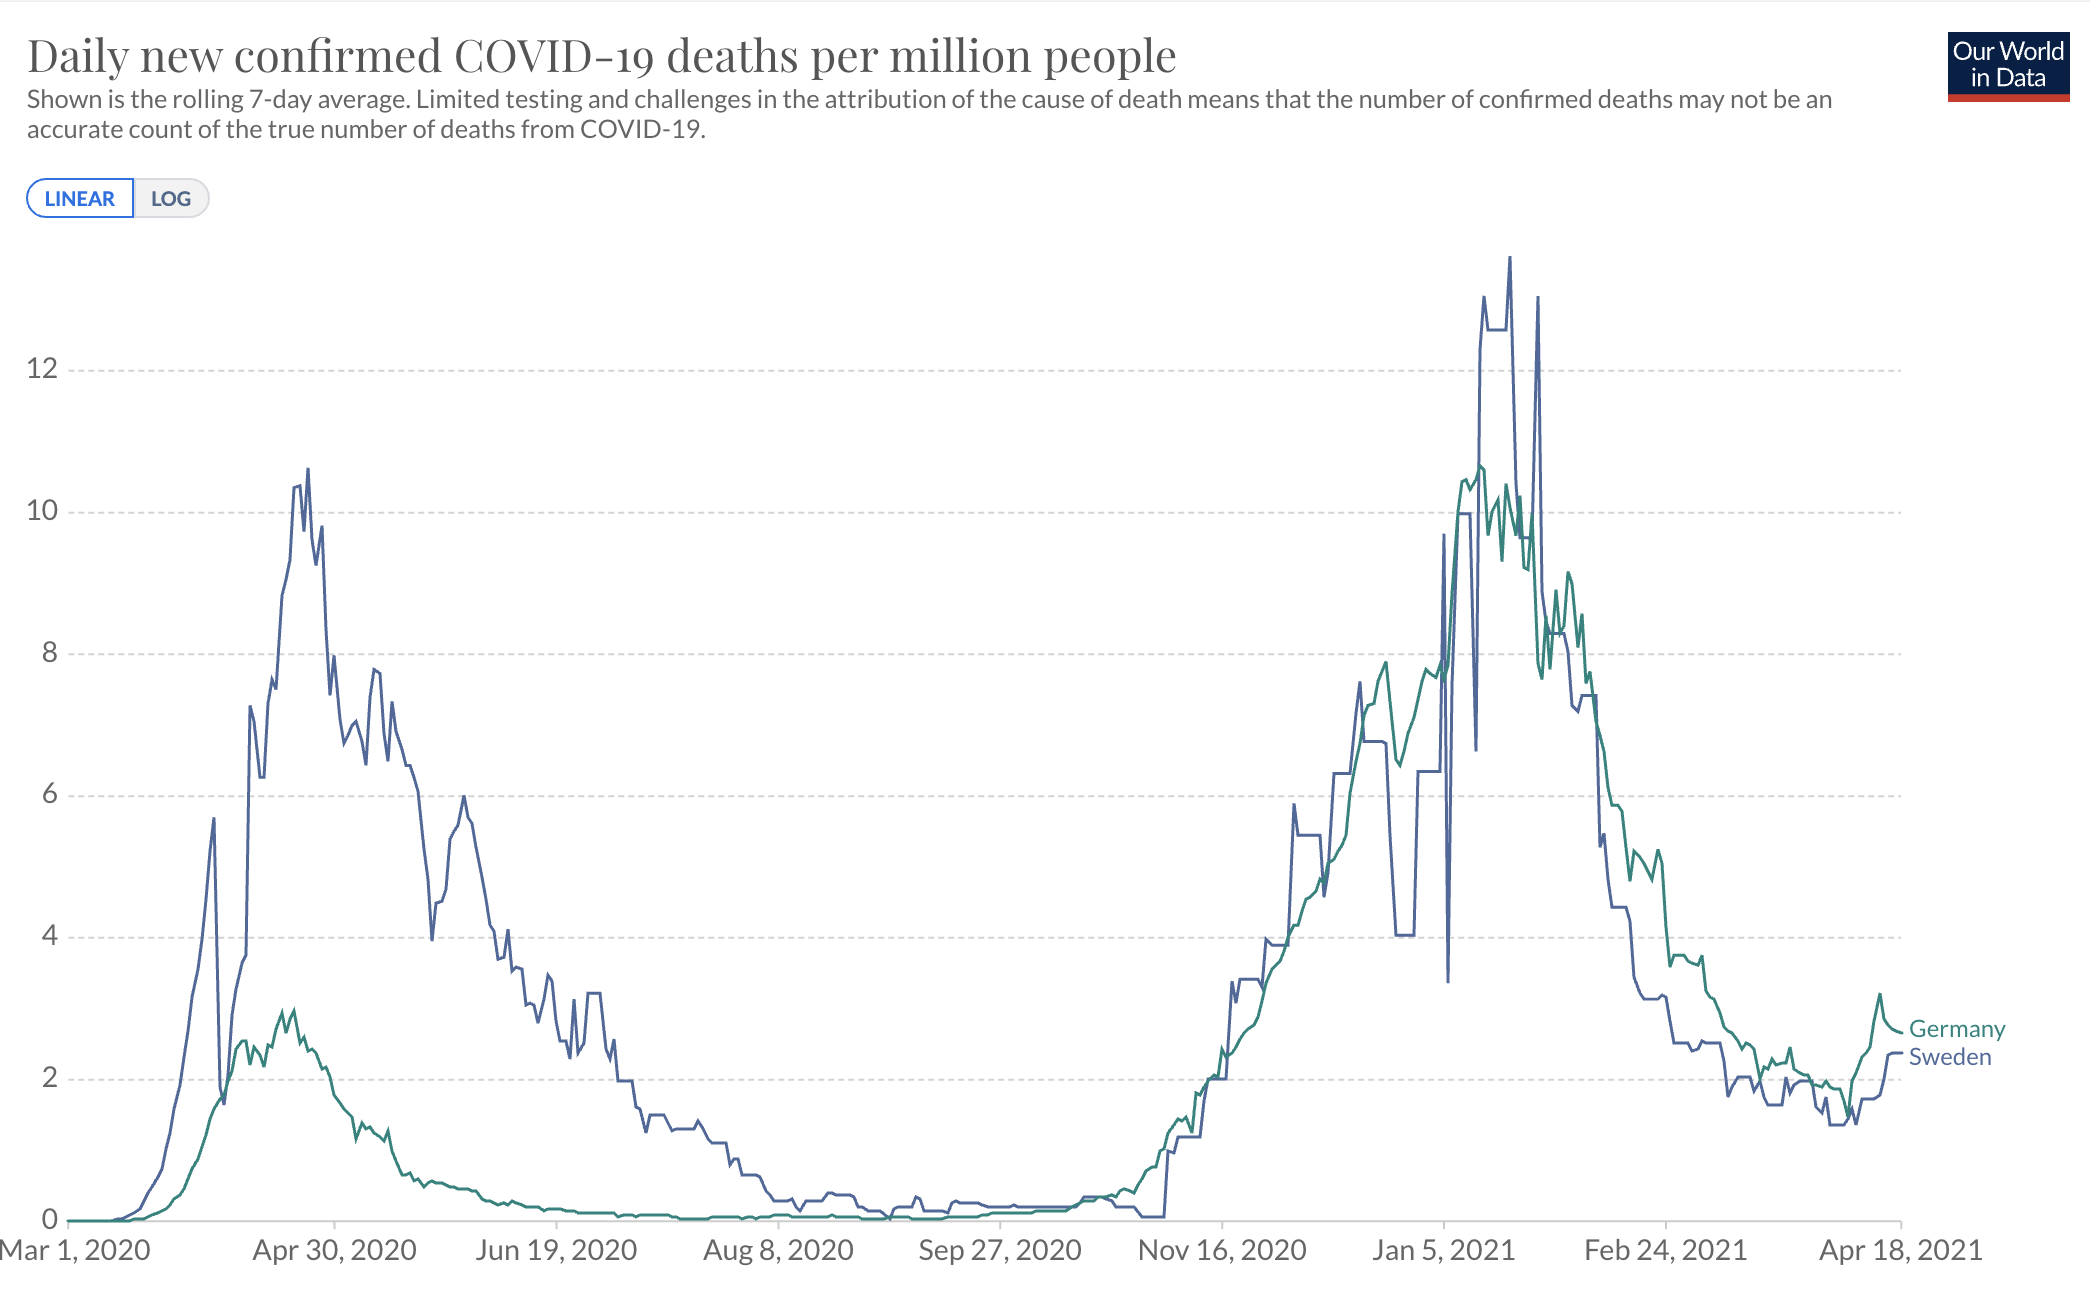 Daily new confirmed COVID-19 deaths per million people
Our World
in Data
Shown is the rolling 7-day average. Limited testing and challenges in the attribution of the cause of death means that the number of confirmed deaths may not be an
accurate count of the true number of deaths from COVID-19.
LINEAR LOG
12
10
8
6
4
2
0
Germany
Sweden
Mar 1, 2020 Apr 30, 2020 Jun 19, 2020 Aug 8, 2020 Sep 27, 2020 Nov 16, 2020 Jan 5, 2021 Feb 24, 2021 Apr 18, 2021